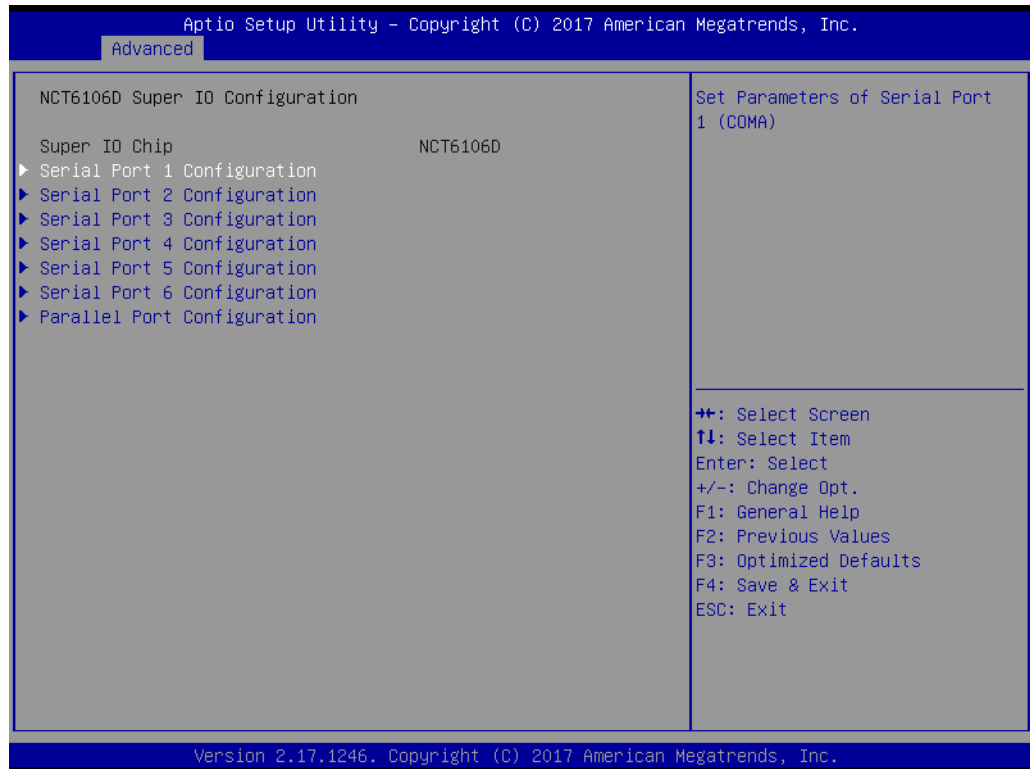 Aptio Setup Utility – Copyright (C) 2017 American Megatrends, Inc.
Advanced
NCT6106D Super IO Configuration
Super IO Chip NCT6106D
Serial Port 1 Configuration
Serial Port 2 Configuration
Serial Port 3 Configuration
Serial Port 4 Configuration
Serial Port 5 Configuration
Serial Port 6 Configuration
Parallel Port Configuration
Set Parameters of Serial Port
1 (COMA)
→←: Select Screen
↑↓: Select Item
Enter: Select
+/-: Change Opt.
F1: General Help
F2: Previous Values
F3: Optimized Defaults
F4: Save & Exit
ESC: Exit
Version 2.17.1246. Copyright (C) 2017 American Megatrends, Inc.